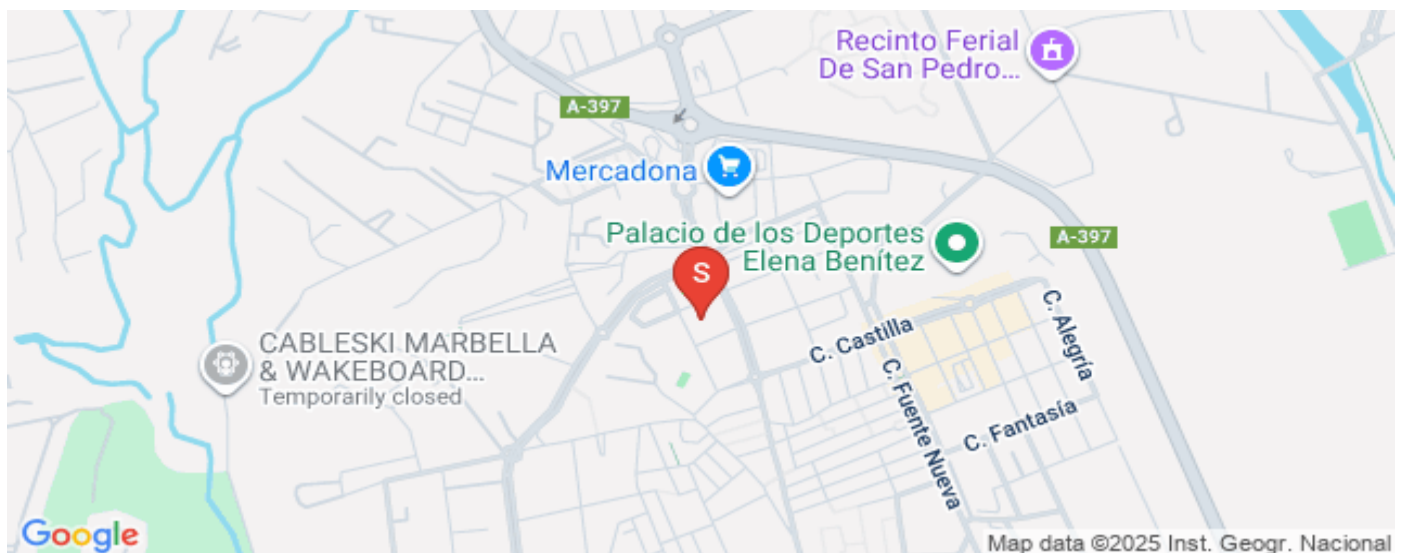 Recinto Ferial
De San Pedro...
A-397
Mercadona
Palacio de los Deportes
Elena Benítez
A-397
S
CABLESKI MARBELLA
& WAKEBOARD...
Temporarily closed
C. Castilla
C. Alegría
C. Fuente Nueva
C. Fantasía
Google
Map data ©2025 Inst. Geogr. Nacional